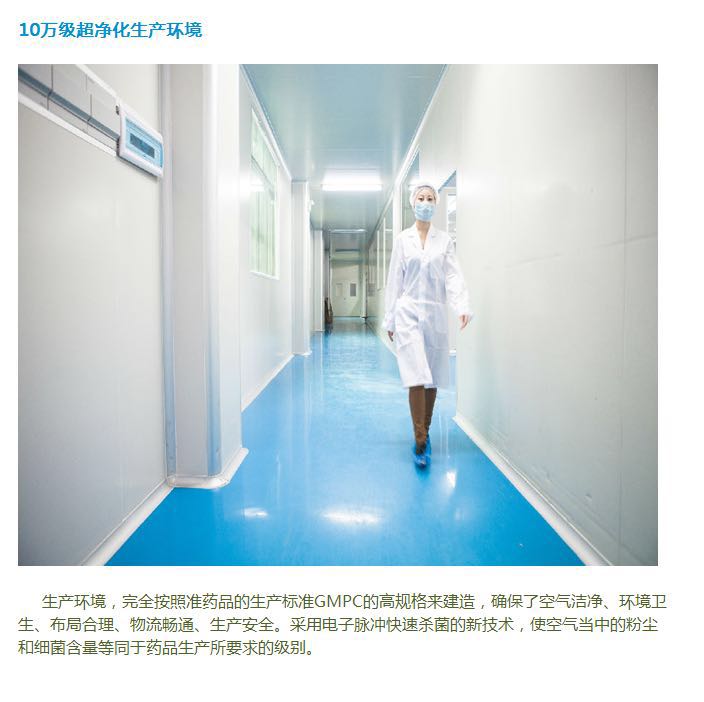 10万级超净化生产环境
生产环境，完全按照准药品的生产标准GMPC的高规格来建造，确保了空气洁净、环境卫
生、布局合理、物流畅通、生产安全。采用电子脉冲快速杀菌的新技术，使空气当中的粉尘
和细菌含量等同于药品生产所要求的级别。